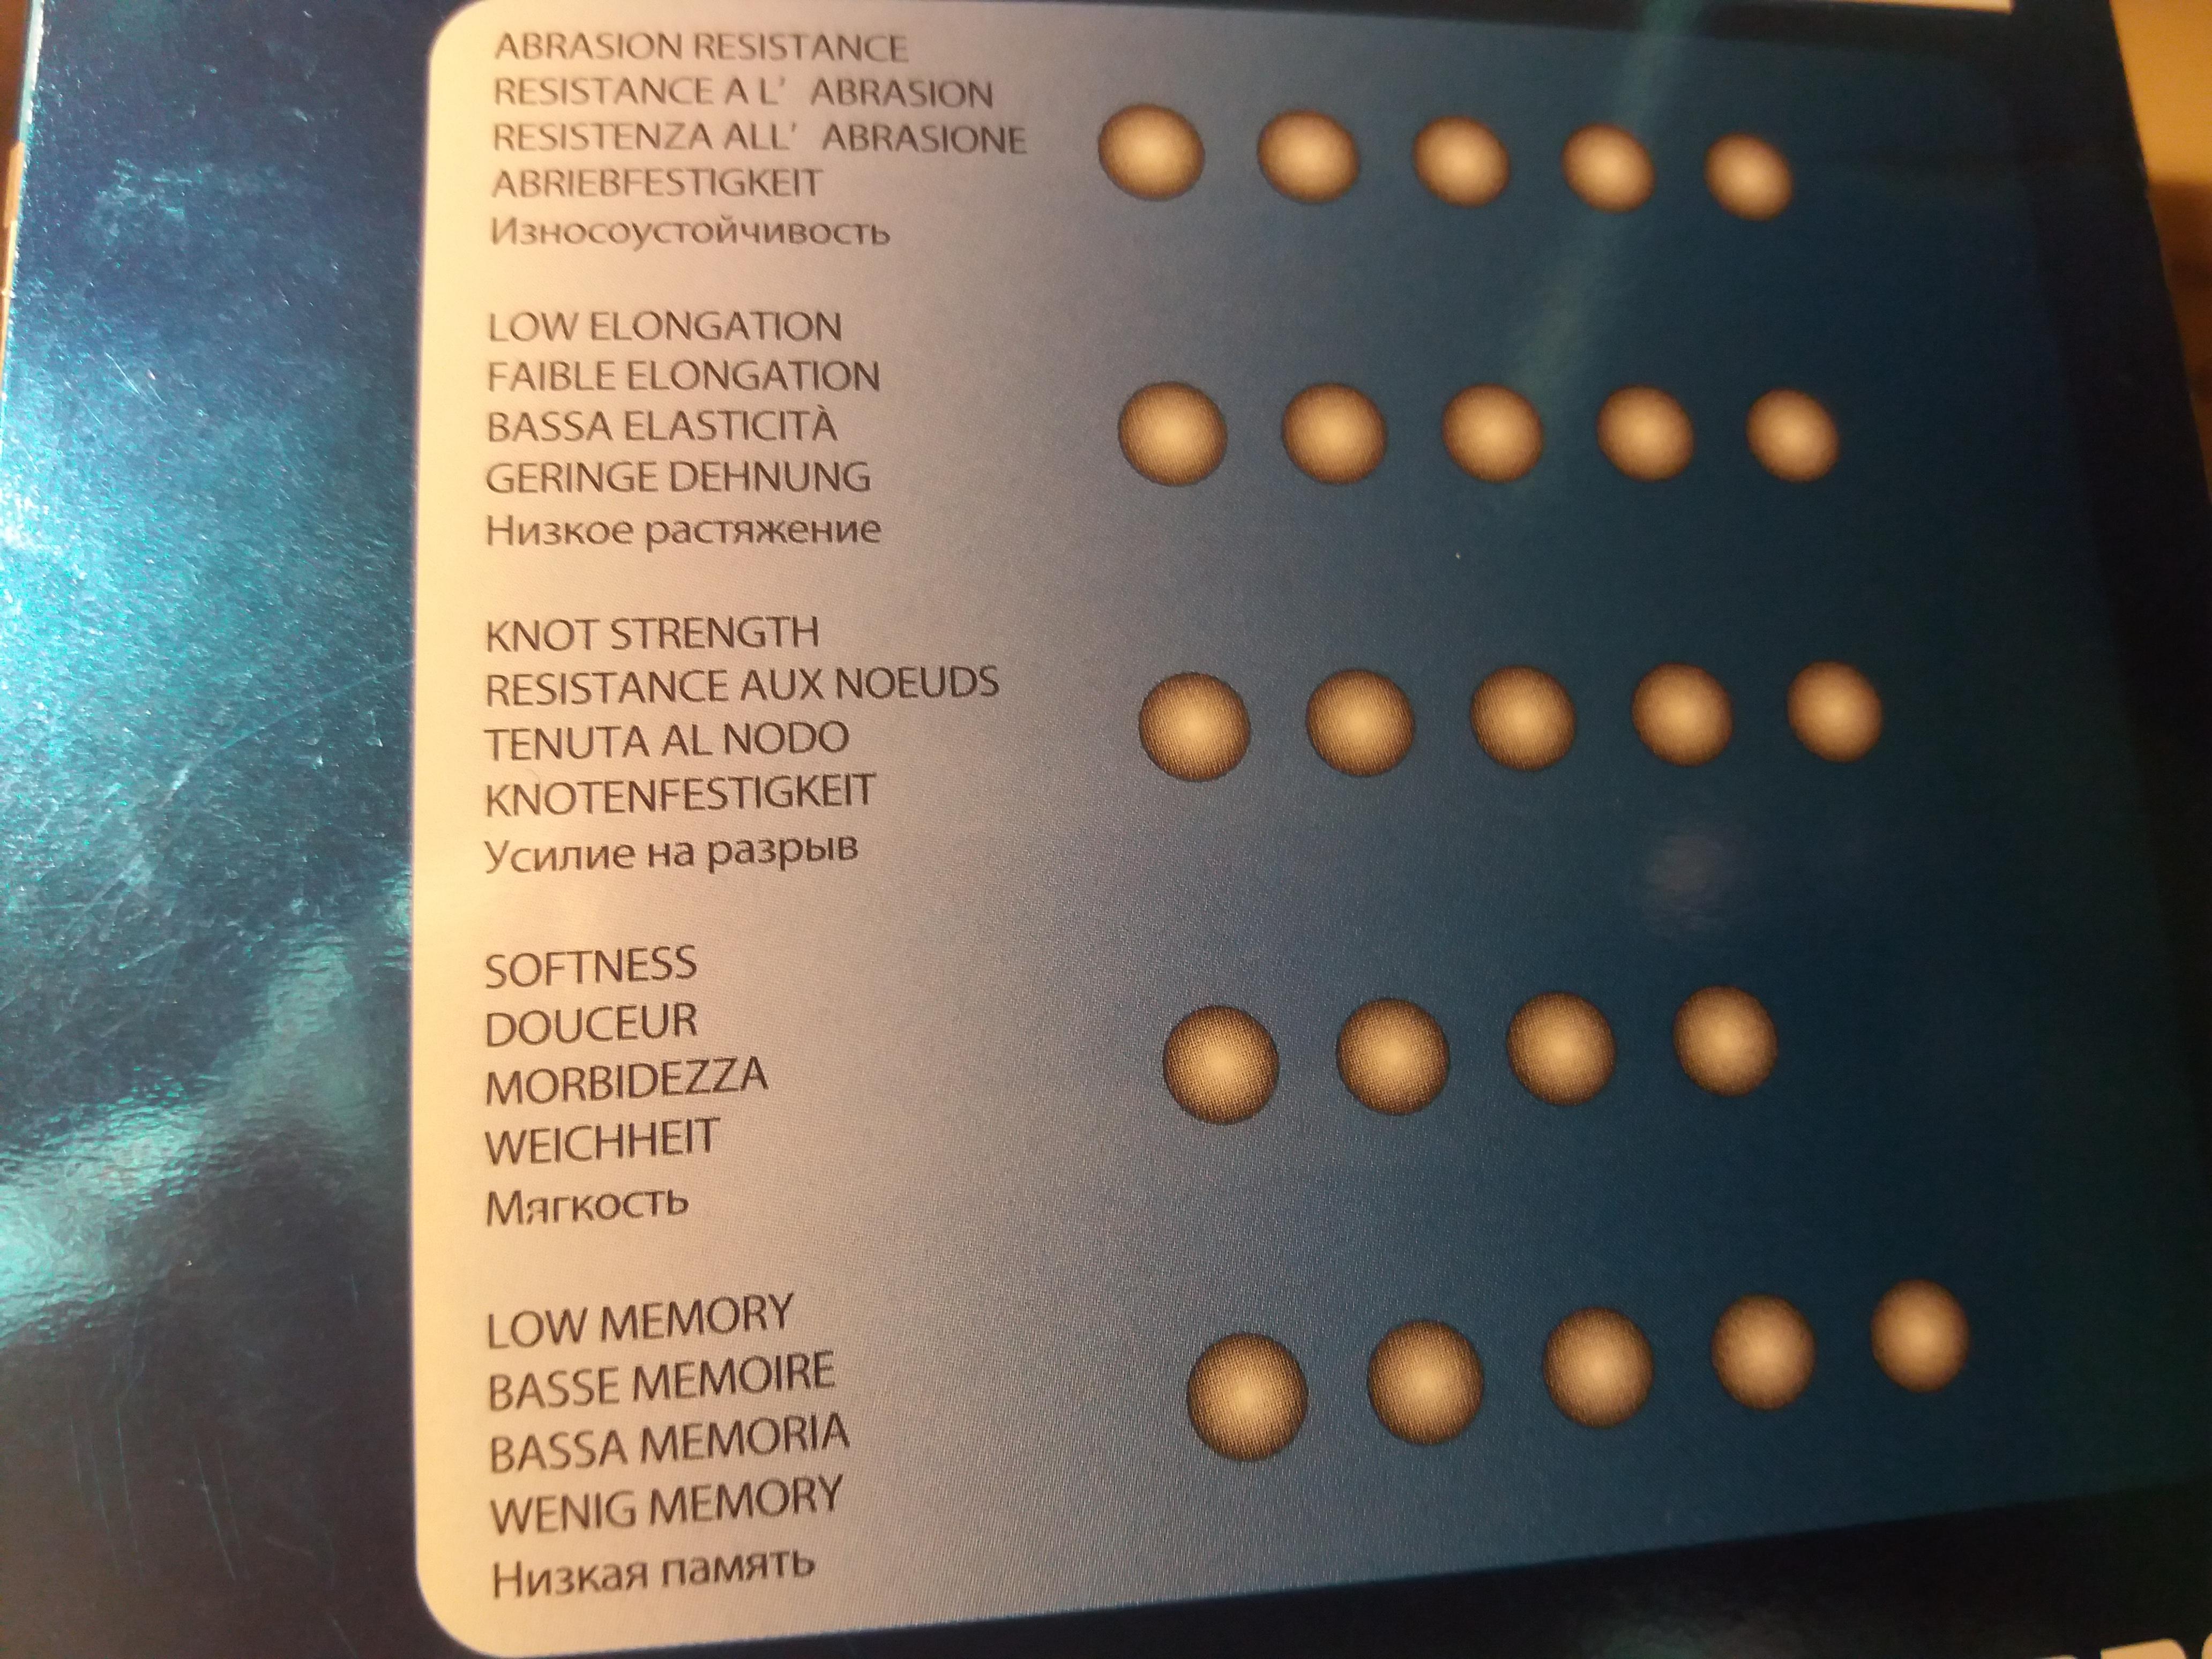 ABRASION RESISTANCE
RESISTANCE A L' ABRASION
RESISTENZA ALL' ABRASIONE
ABRIEBFESTIGKEIT
Износоустойчивость
LOW ELONGATION
FAIBLE ELONGATION
BASSA ELASTICITÀ
GERINGE DEHNUNG
Низкое растяжение
KNOT STRENGTH
RESISTANCE AUX NOEUDS
TENUTA AL NODO
KNOTENFESTIGKEIT
Усилие на разрыв
SOFTNESS
DOUCEUR
MORBIDEZZA
WEICHHEIT
Мягкость
LOW MEMORY
BASSE MEMOIRE
BASSA MEMORIA
WENIG MEMORY
Низкая память